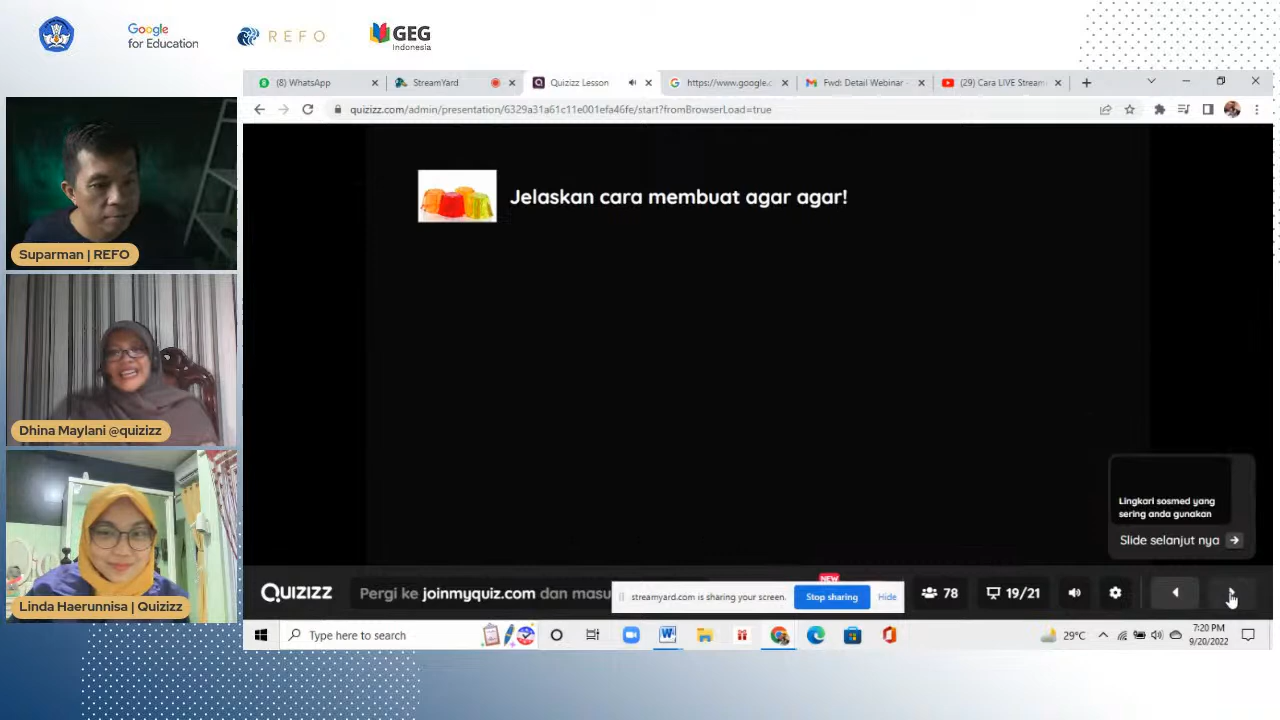 Google
for Education
REFO
GEG
Indonesia
(8) WhatsApp
StreamYard
Quizizz Lesson
https://www.google.c
Fwd: Detail Webinar -
(29) Cara LIVE Stream
quizizz.com/admin/presentation/6329a31a61c11e001efa46fe/start?fromBrowserLoad=true
Jelaskan cara membuat agar agar!
Suparman | REFO
Dhina Maylani @quizizz
Linda Haerunnisa | Quizizz
Lingkari sosmed yang
sering anda gunakan
Slide selanjut nya
QUIZIZZ
Pergi ke joinmyquiz.com dan masu
streamyard.com is sharing your screen.
Stop sharing
Hide
NEW
78
19/21
Type here to search
29°C
7:20 PM
9/20/2022